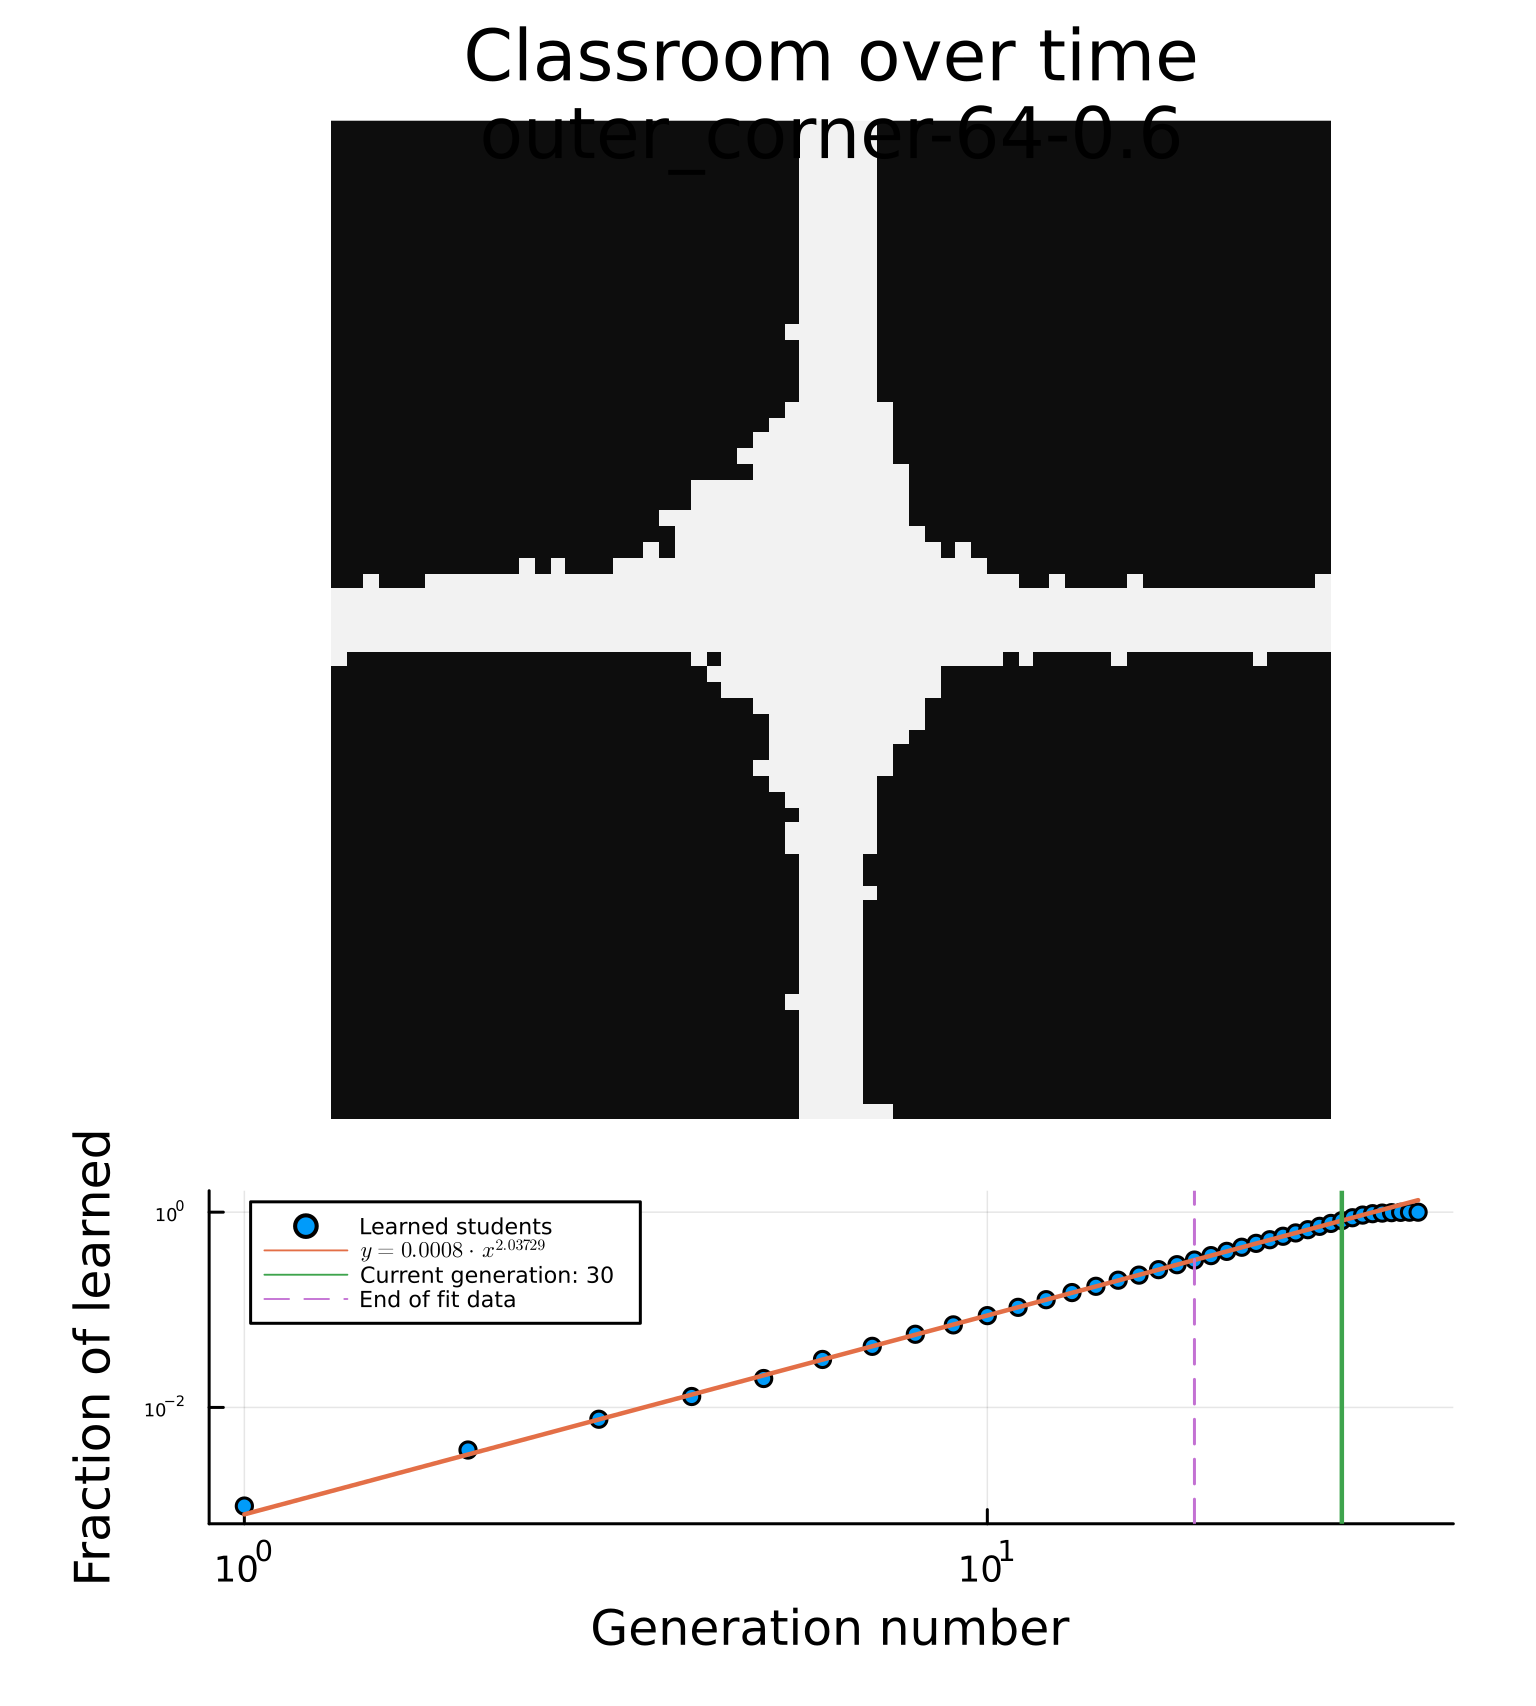 Classroom over time
outer_corner-64-0.6
Fraction of learned
10^0
10^-2
Learned students
y = 0.0008 · x^2.03729
Current generation: 30
End of fit data
10^0
10^1
Generation number